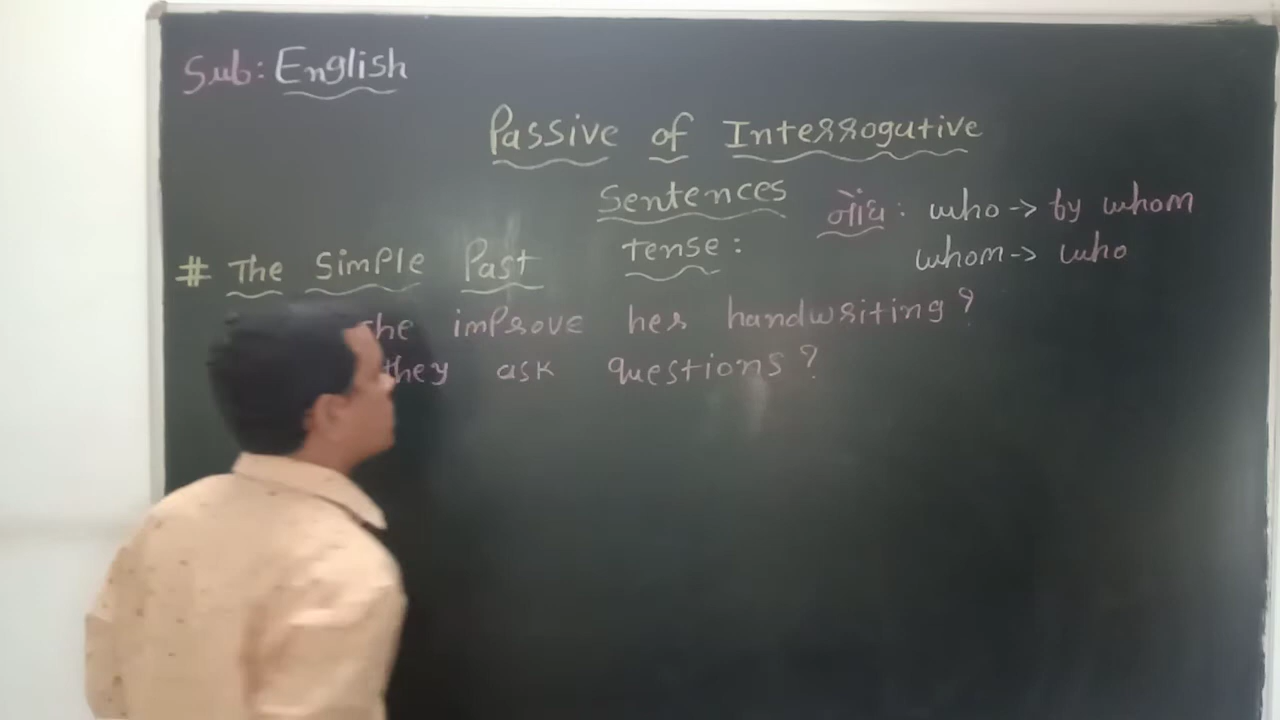 Sub: English
Passive of Interrogutive
Sentences
નોંધ: who -> by whom
whom -> who
# The Simple Past tense:
she improve her handwriting?
they ask questions?